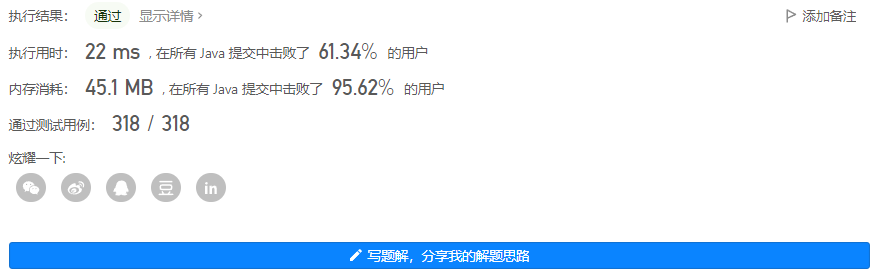 执行结果： 通过 显示详情 › 添加备注
执行用时： 22 ms , 在所有 Java 提交中击败了 61.34% 的用户
内存消耗： 45.1 MB , 在所有 Java 提交中击败了 95.62% 的用户
通过测试用例： 318 / 318
炫耀一下:
豆 in
写题解，分享我的解题思路